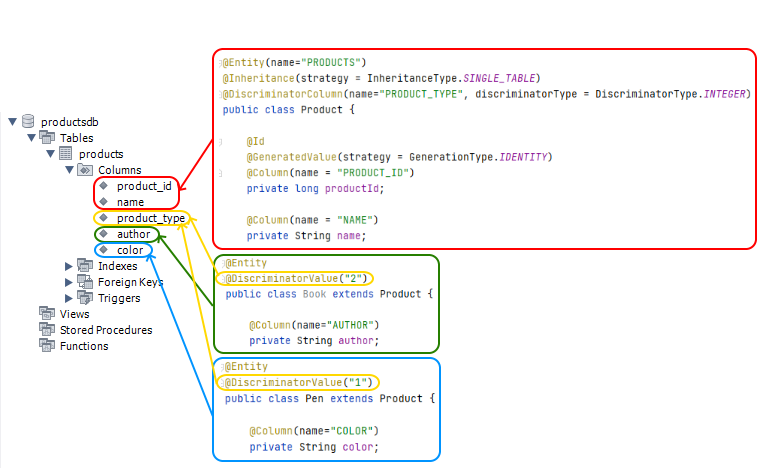 productsdb
Tables
products
Columns
product_id
name
product_type
author
color
Indexes
Foreign Keys
Triggers
Views
Stored Procedures
Functions
@Entity(name="PRODUCTS")
@Inheritance(strategy = InheritanceType.SINGLE_TABLE)
@DiscriminatorColumn(name="PRODUCT_TYPE", discriminatorType = DiscriminatorType.INTEGER)
public class Product {
@Id
@GeneratedValue(strategy = GenerationType.IDENTITY)
@Column(name = "PRODUCT_ID")
private long productId;
@Column(name = "NAME")
private String name;
@Entity
@DiscriminatorValue("2")
public class Book extends Product {
@Column(name="AUTHOR")
private String author;
@Entity
@DiscriminatorValue("1")
public class Pen extends Product {
@Column(name="COLOR")
private String color;